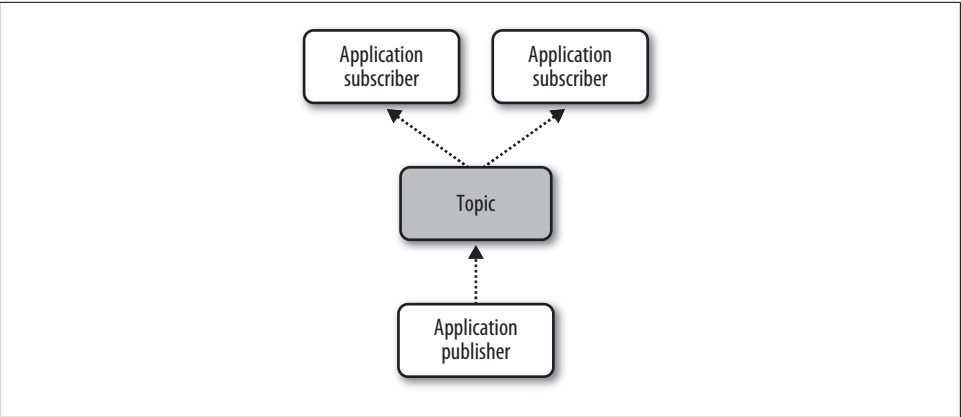 Application
subscriber
Application
subscriber
Topic
Application
publisher